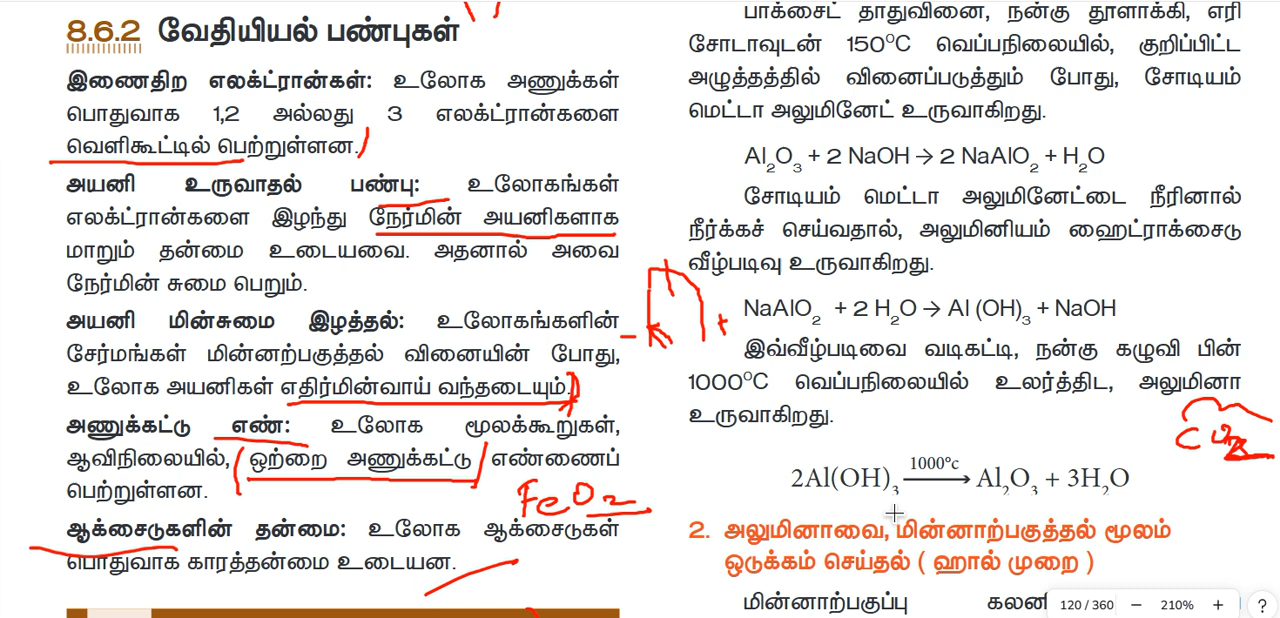 8.6.2 வேதியியல் பண்புகள்
இணைதிற எலக்ட்ரான்கள்: உலோக அணுக்கள்
பொதுவாக 1,2 அல்லது 3 எலக்ட்ரான்களை
வெளிகூட்டில் பெற்றுள்ளன.
அயனி உருவாதல் பண்பு: உலோகங்கள்
எலக்ட்ரான்களை இழந்து நேர்மின் அயனிகளாக
மாறும் தன்மை உடையவை. அதனால் அவை
நேர்மின் சுமை பெறும்.
அயனி மின்சுமை இழத்தல்: உலோகங்களின்
சேர்மங்கள் மின்னற்பகுத்தல் வினையின் போது,
உலோக அயனிகள் எதிர்மின்வாய் வந்தடையும்.
அணுக்கட்டு எண்: உலோக மூலக்கூறுகள்,
ஆவிநிலையில், ஒற்றை அணுக்கட்டு எண்ணைப்
பெற்றுள்ளன.
FeO2
ஆக்சைடுகளின் தன்மை: உலோக ஆக்சைடுகள்
பொதுவாக காரத்தன்மை உடையன.
பாக்சைட் தாதுவினை, நன்கு தூளாக்கி, எரி
சோடாவுடன் 150°C வெப்பநிலையில், குறிப்பிட்ட
அழுத்தத்தில் வினைப்படுத்தும் போது, சோடியம்
மெட்டா அலுமினேட் உருவாகிறது.
Al₂O₃ + 2 NaOH → 2 NaAlO₂ + H₂O
சோடியம் மெட்டா அலுமினேட்டை நீரினால்
நீர்க்கச் செய்வதால், அலுமினியம் ஹைட்ராக்சைடு
வீழ்படிவு உருவாகிறது.
- +
NaAlO₂ + 2 H₂O → Al (OH)₃ + NaOH
இவ்வீழ்படிவை வடிகட்டி, நன்கு கழுவி பின்
1000°C வெப்பநிலையில் உலர்த்திட, அலுமினா
உருவாகிறது.
2Al(OH)₃ 1000°c → Al₂O₃ + 3H₂O
2. அலுமினாவை, மின்னாற்பகுத்தல் மூலம்
ஒடுக்கம் செய்தல் ( ஹால் முறை )
மின்னாற்பகுப்பு
120 / 360 − 210% + ?